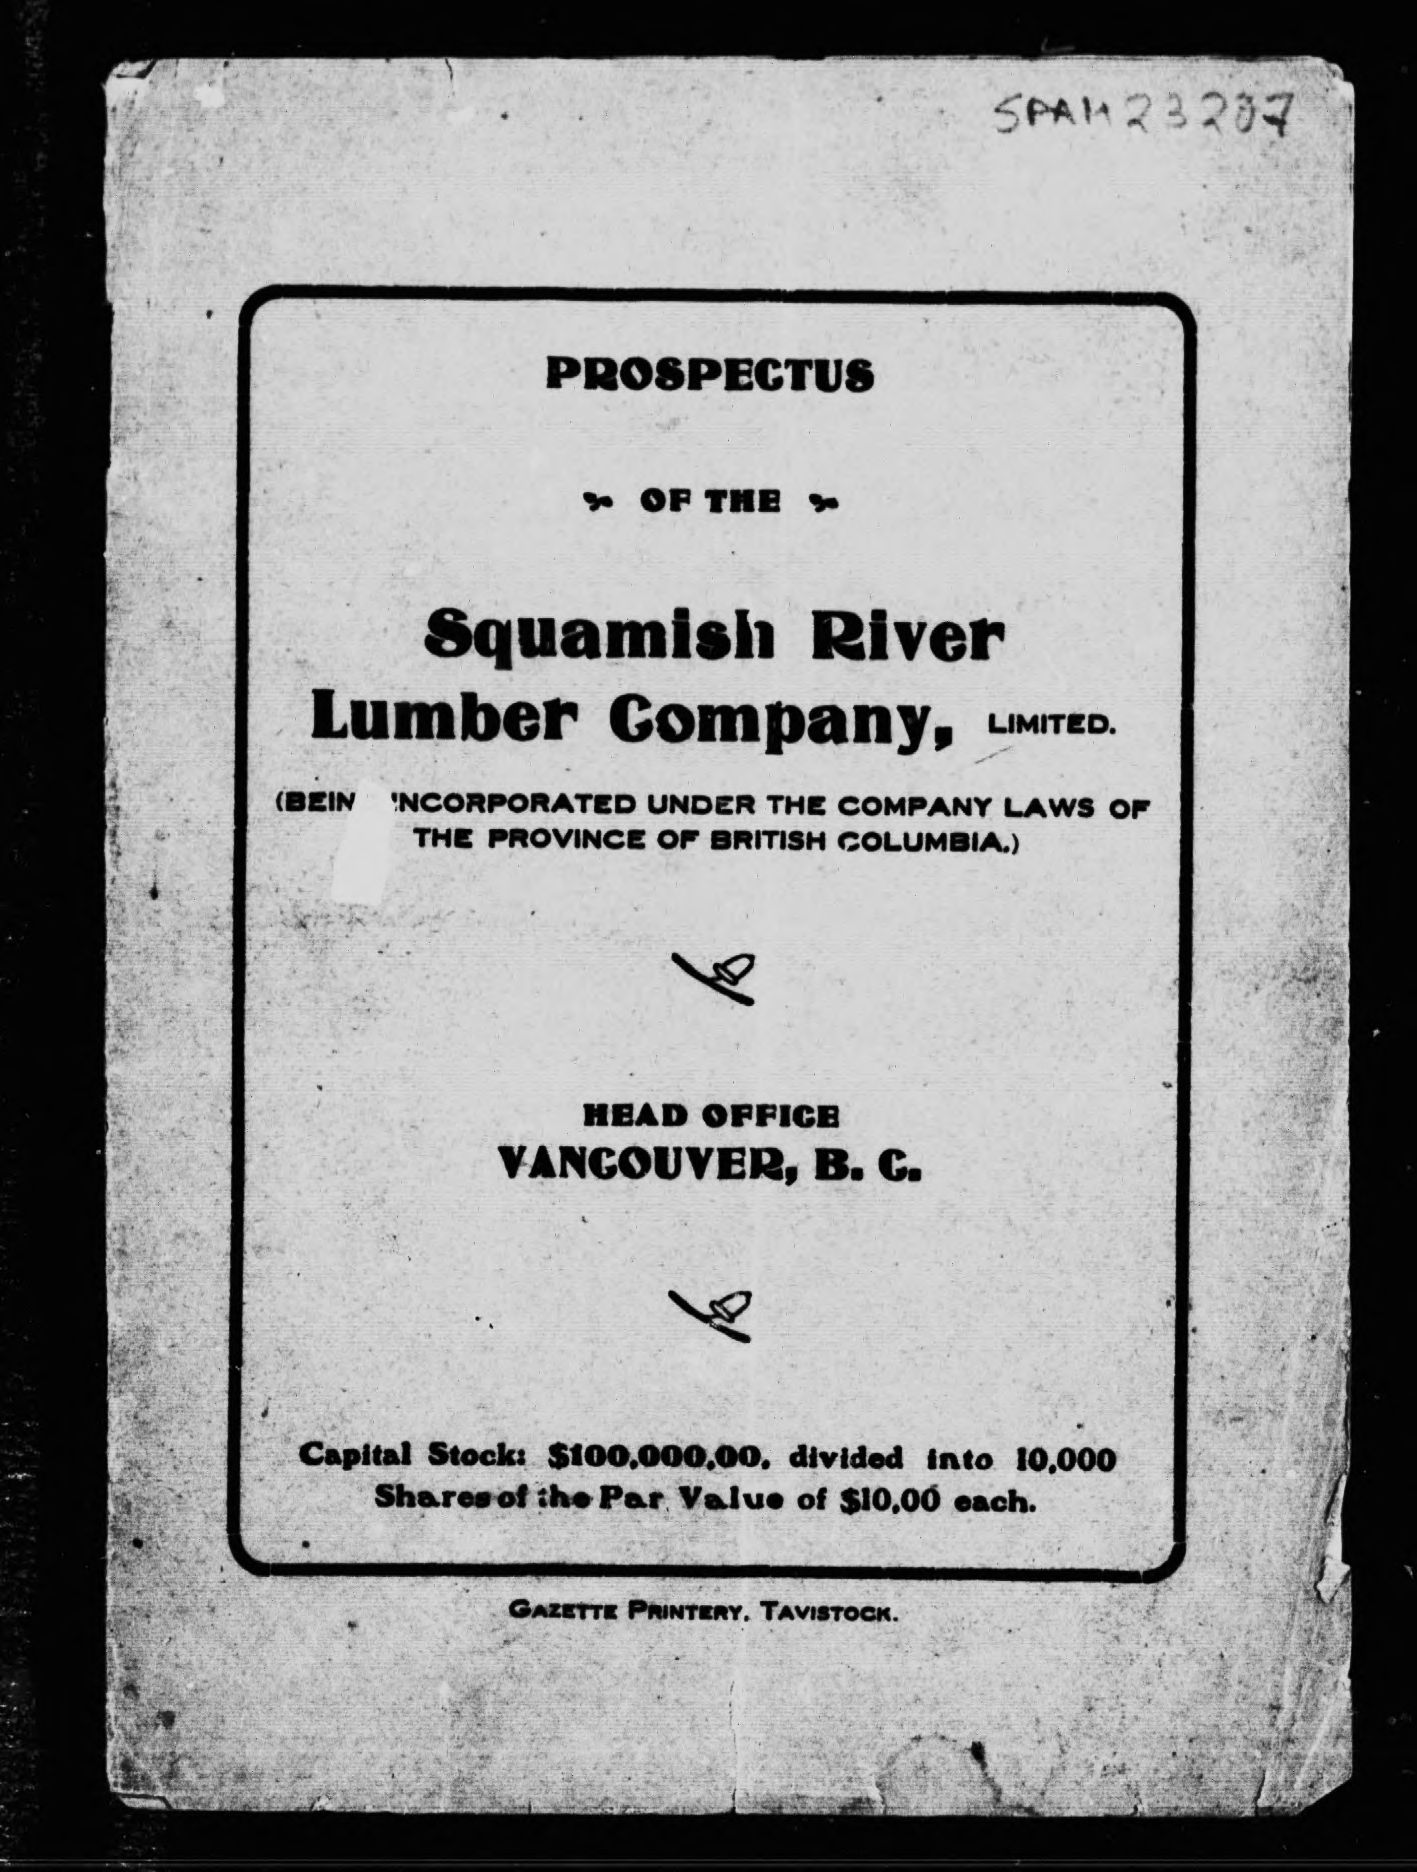 SPAM 23207
PROSPECTUS
OF THE
Squamish River
Lumber Company, LIMITED.
(BEIN INCORPORATED UNDER THE COMPANY LAWS OF
THE PROVINCE OF BRITISH COLUMBIA.)
HEAD OFFICE
VANCOUVER, B. C.
Capital Stock: $100,000,00, divided into 10,000
Shares of the Par Value of $10,00 each.
GAZETTE PRINTERY, TAVISTOCK.